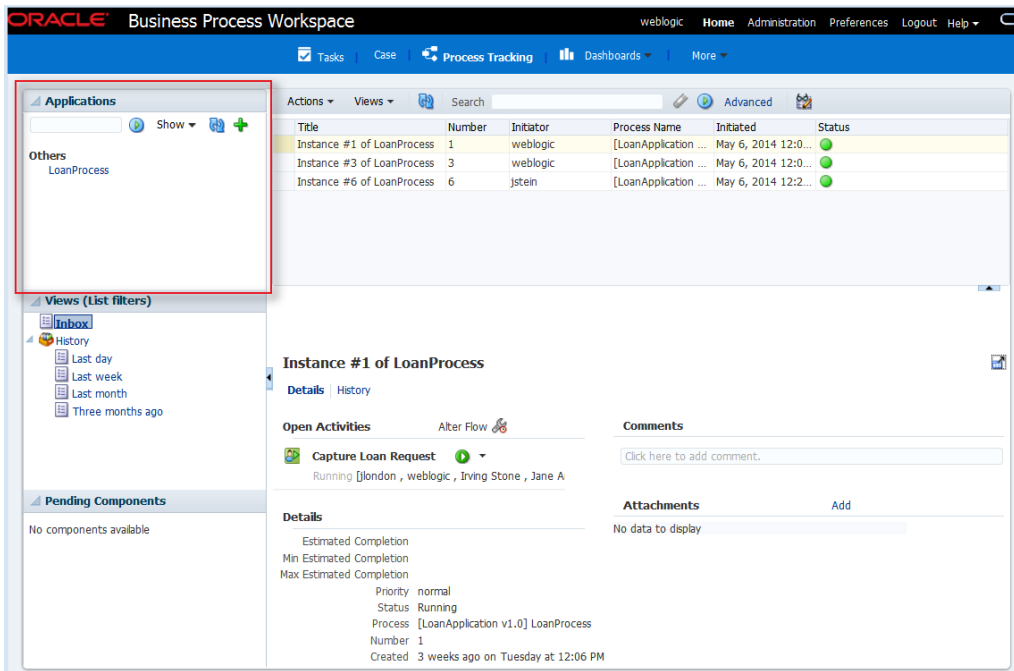 ORACLE Business Process Workspace
weblogic Home Administration Preferences Logout Help
Tasks Case Process Tracking Dashboards More
Applications
Show
Others
LoanProcess
Actions Views Search Advanced
Title Number Initiator Process Name Initiated Status
Instance #1 of LoanProcess 1 weblogic [LoanApplication ... May 6, 2014 12:0...
Instance #3 of LoanProcess 3 weblogic [LoanApplication ... May 6, 2014 12:0...
Instance #6 of LoanProcess 6 jstein [LoanApplication ... May 6, 2014 12:2...
Views (List filters)
Inbox
History
Last day
Last week
Last month
Three months ago
Pending Components
No components available
Instance #1 of LoanProcess
Details History
Open Activities Alter Flow
Capture Loan Request
Running [jlondon , weblogic , Irving Stone , Jane A
Details
Estimated Completion
Min Estimated Completion
Max Estimated Completion
Priority normal
Status Running
Process [LoanApplication v1.0] LoanProcess
Number 1
Created 3 weeks ago on Tuesday at 12:06 PM
Comments
Click here to add comment.
Attachments Add
No data to display